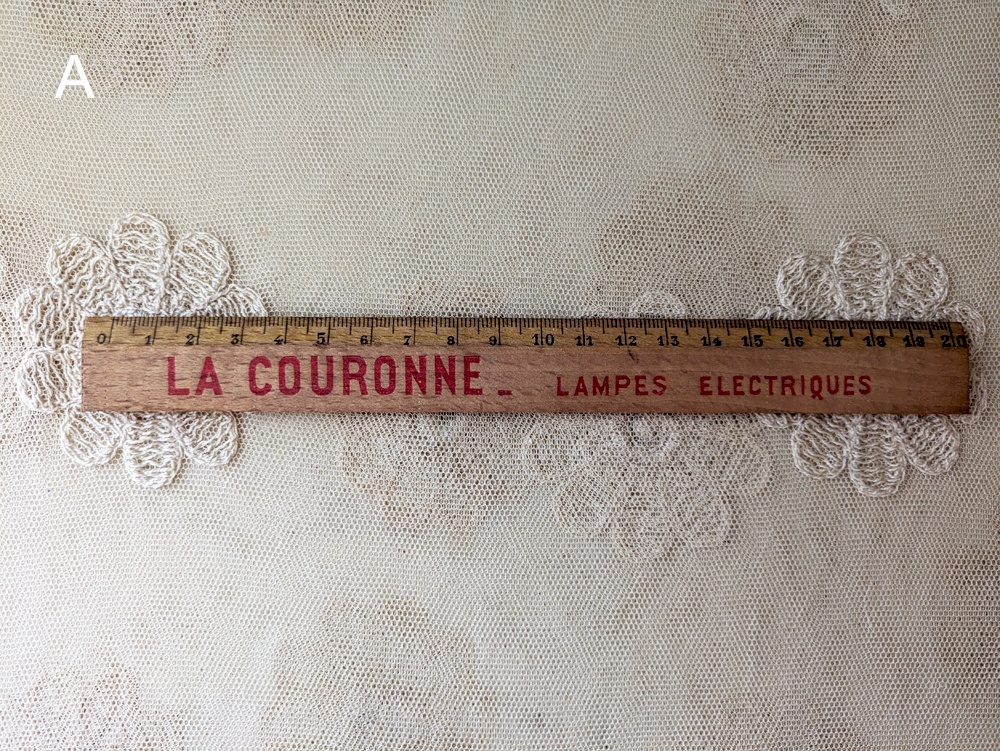 A
0 1 2 3 4 5 6 7 8 9 10 11 12 13 14 15 16 17 18 19 20
LA COURONNE_ LAMPES ELECTRIQUES